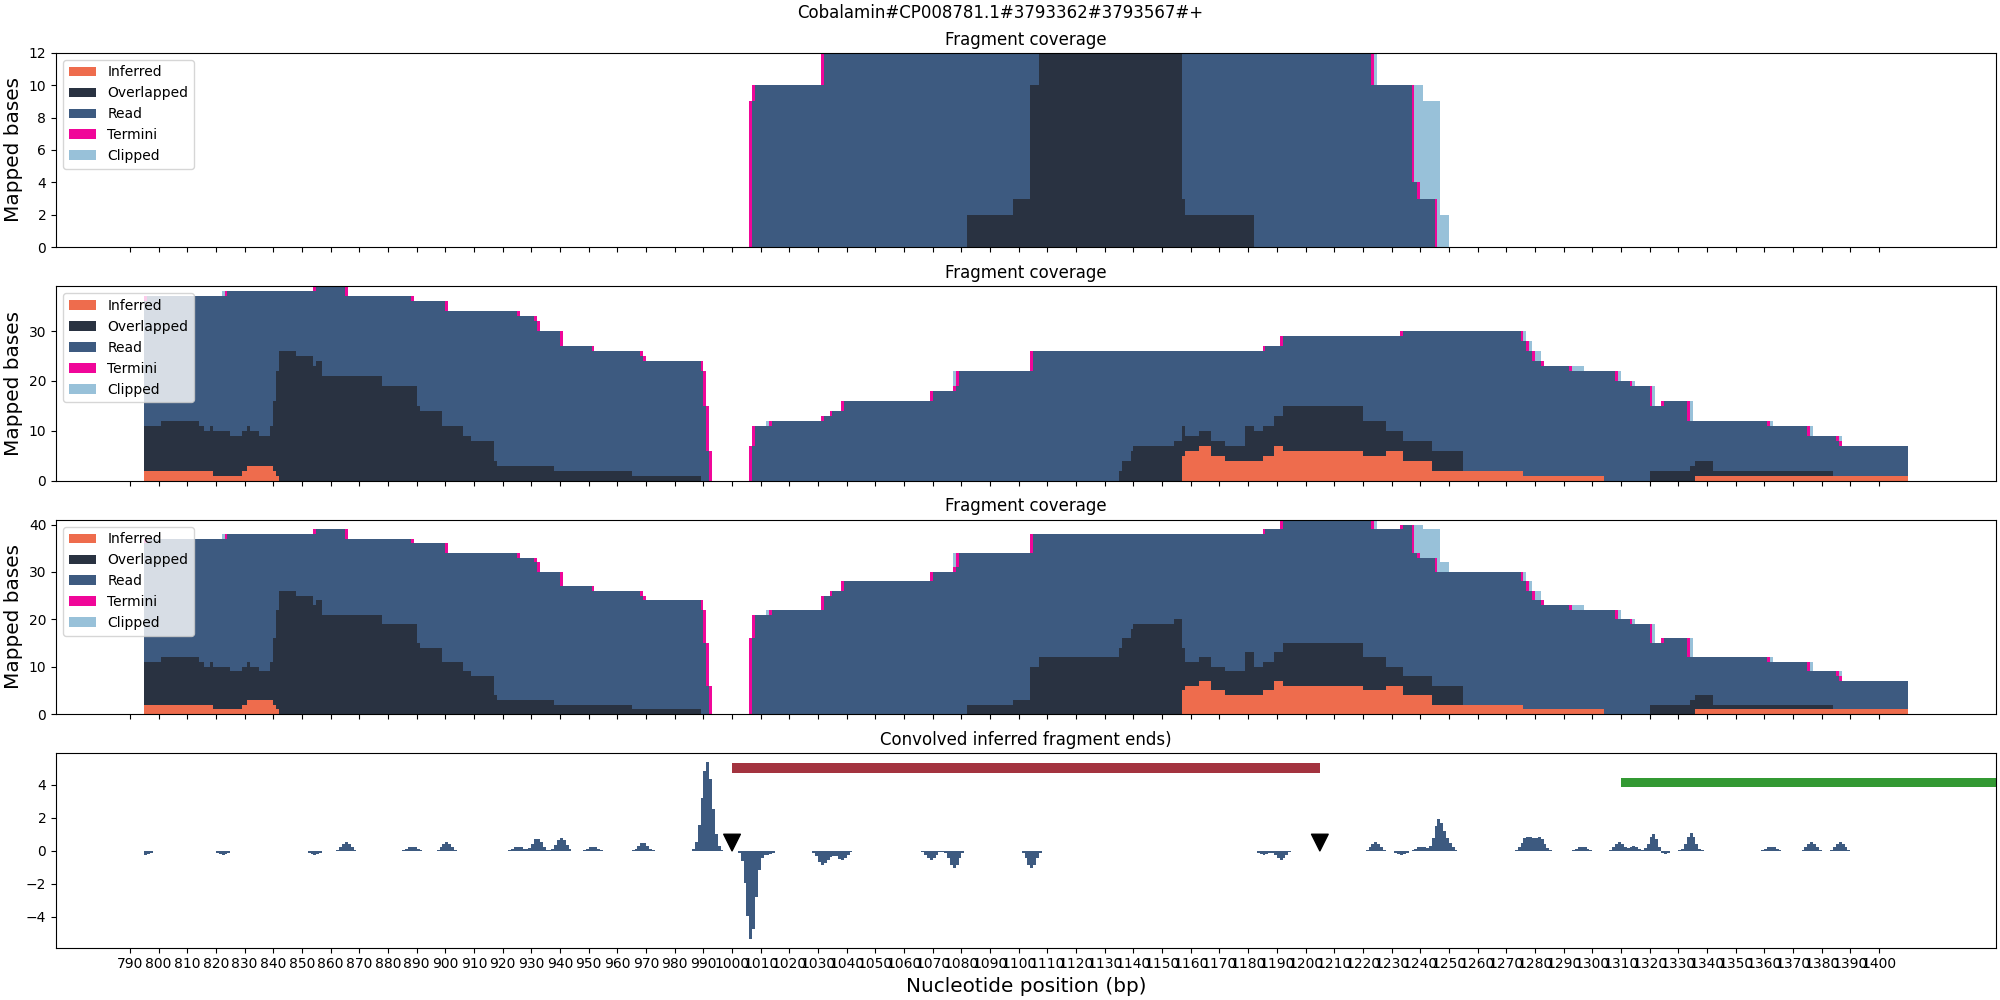 Cobalamin#CP008781.1#3793362#3793567#+
Fragment coverage
12
10
8
6
4
2
0
Mapped bases
Inferred
Overlapped
Read
Termini
Clipped
Fragment coverage
30
20
10
0
Mapped bases
Inferred
Overlapped
Read
Termini
Clipped
Fragment coverage
40
30
20
10
0
Mapped bases
Inferred
Overlapped
Read
Termini
Clipped
Convolved inferred fragment ends)
4
2
0
−2
−4
790 800 810 820 830 840 850 860 870 880 890 900 910 920 930 940 950 960 970 980 990 1000 1010 1020 1030 1040 1050 1060 1070 1080 1090 1100 1110 1120 1130 1140 1150 1160 1170 1180 1190 1200 1210 1220 1230 1240 1250 1260 1270 1280 1290 1300 1310 1320 1330 1340 1350 1360 1370 1380 1390 1400
Nucleotide position (bp)